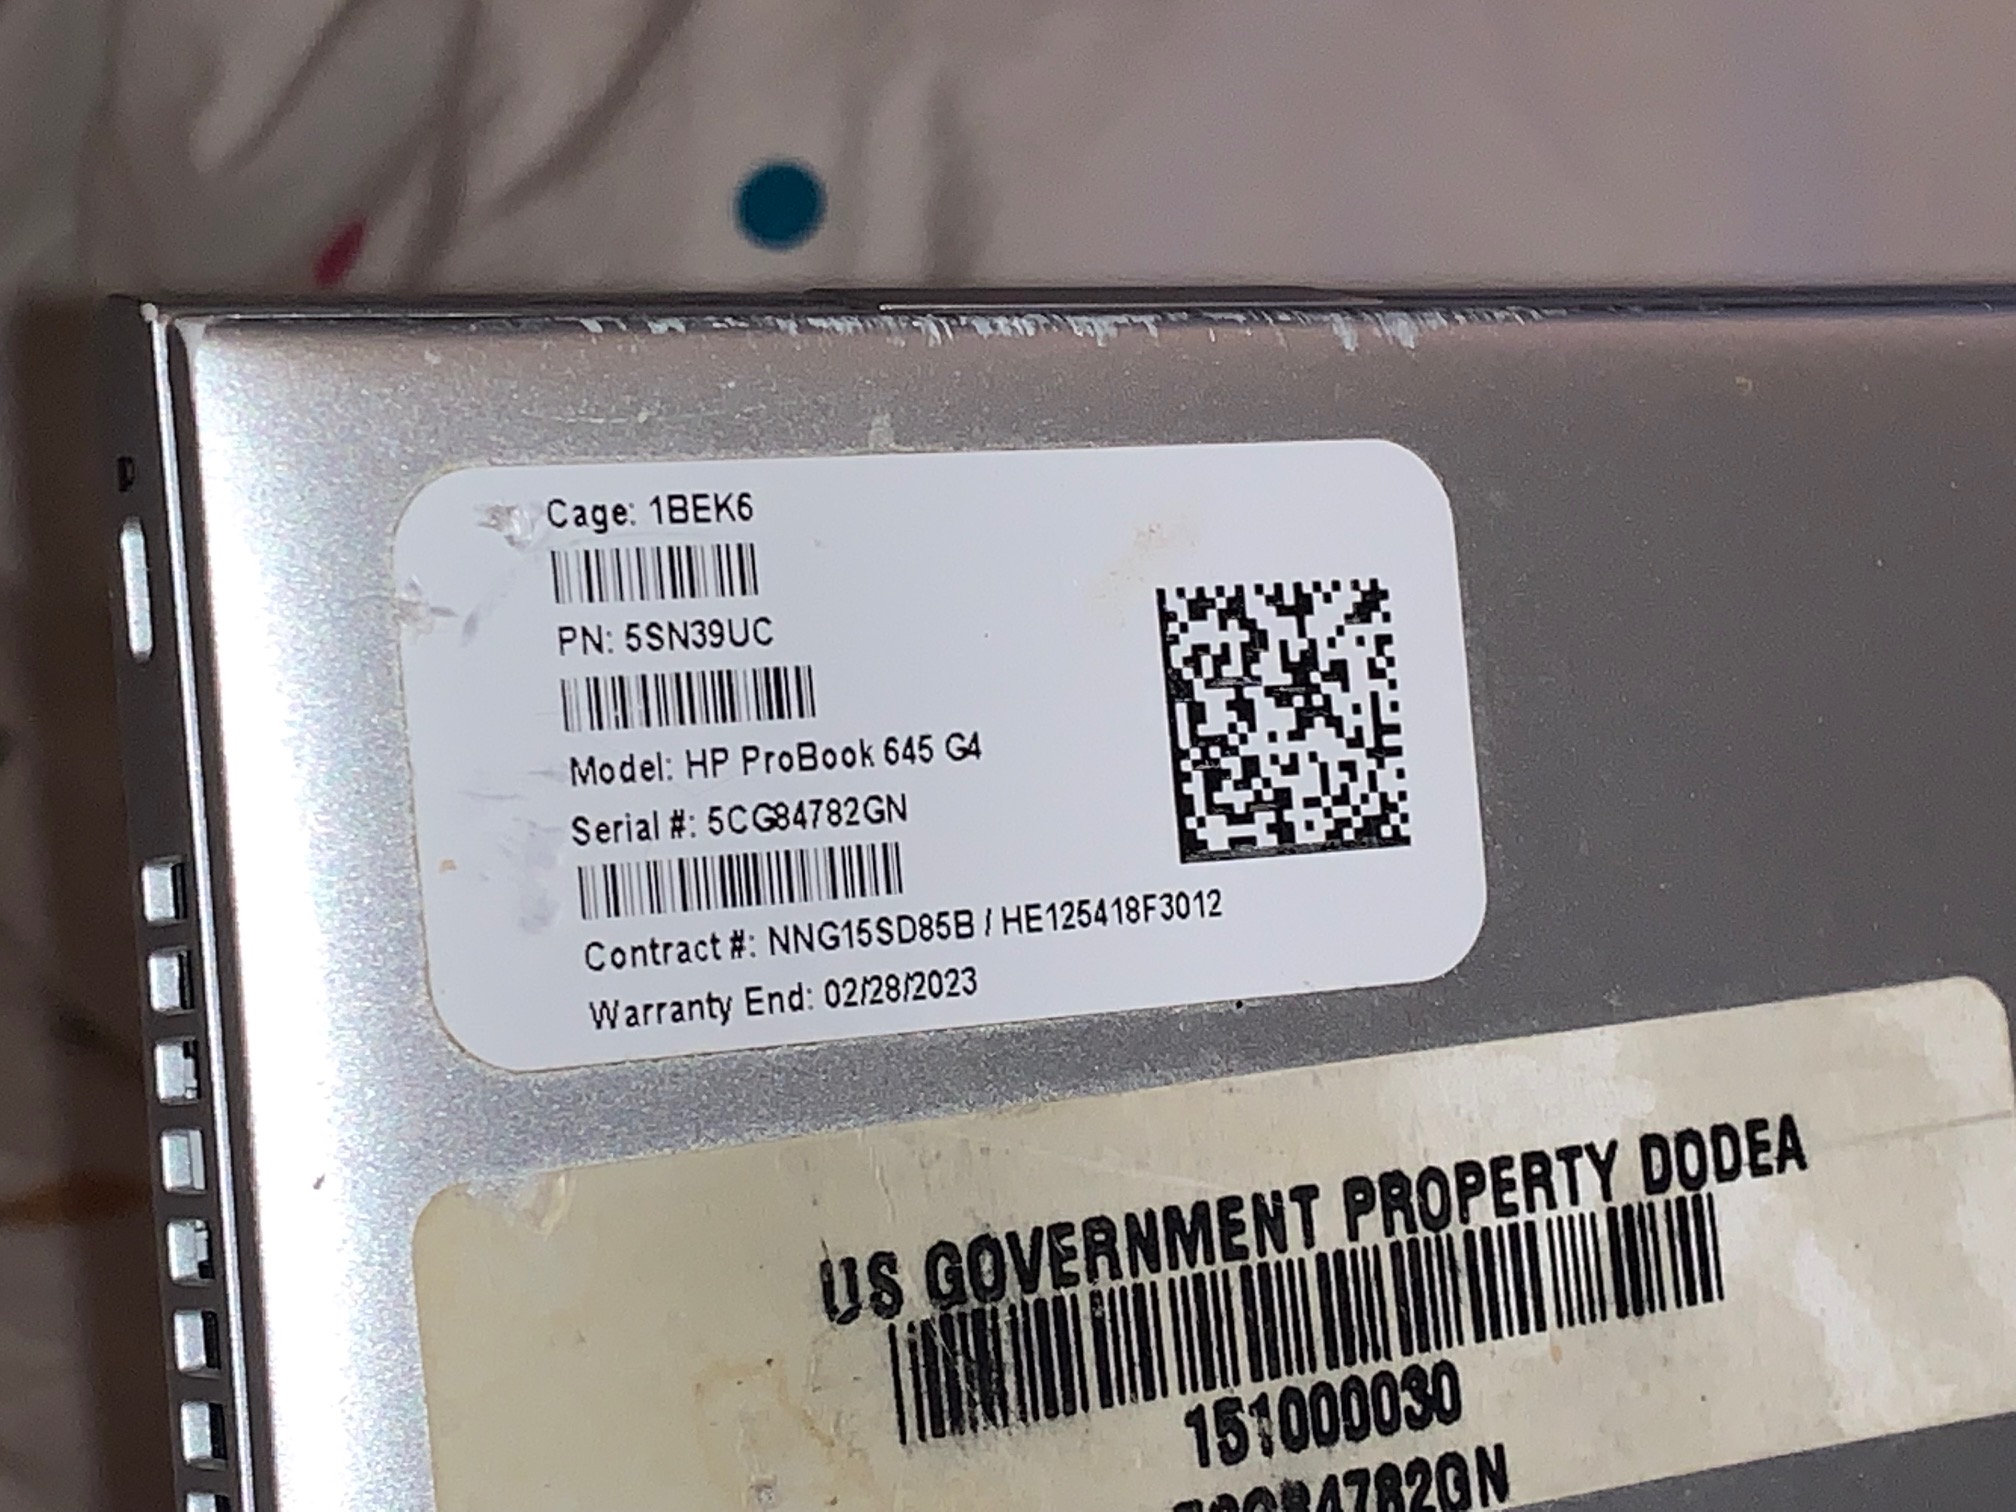 Cage: 1BEK6
PN: 5SN39UC
Model: HP ProBook 645 G4
Serial #: 5CG84782GN
Contract #: NNG15SD85B / HE125418F3012
Warranty End: 02/28/2023
US GOVERNMENT PROPERTY DODEA
151000030
5CG84782GN